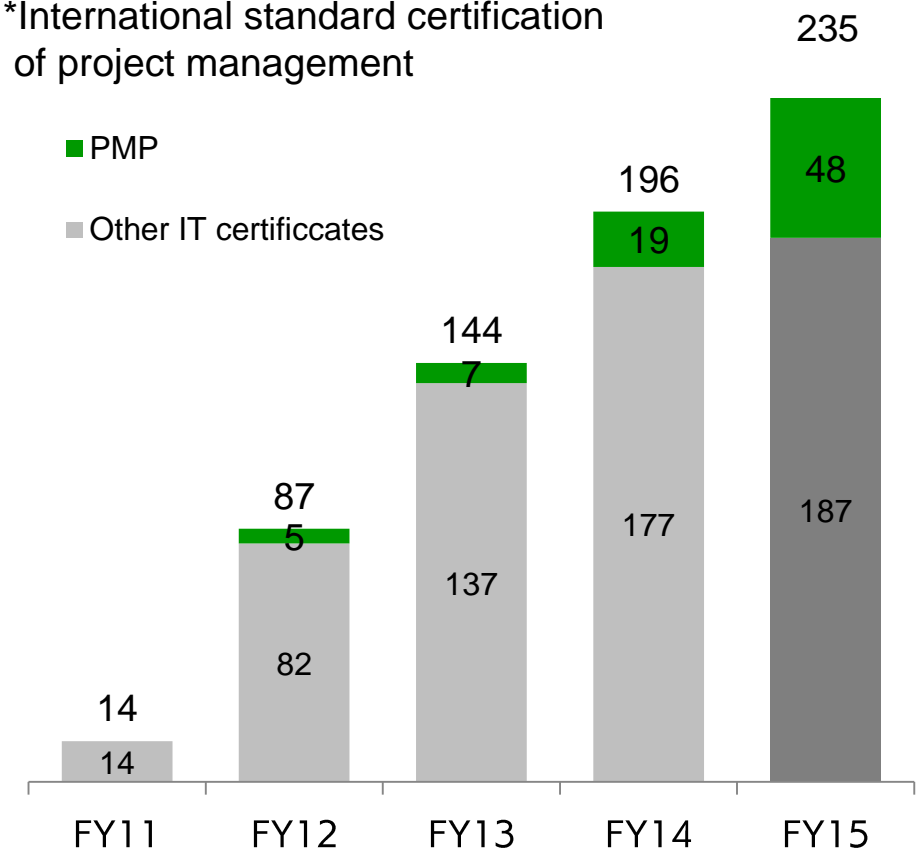 *International standard certification
of project management
235
PMP
48
196
Other IT certificcates
19
144
7
87
5
177
187
137
82
14
14
FY11 FY12 FY13 FY14 FY15